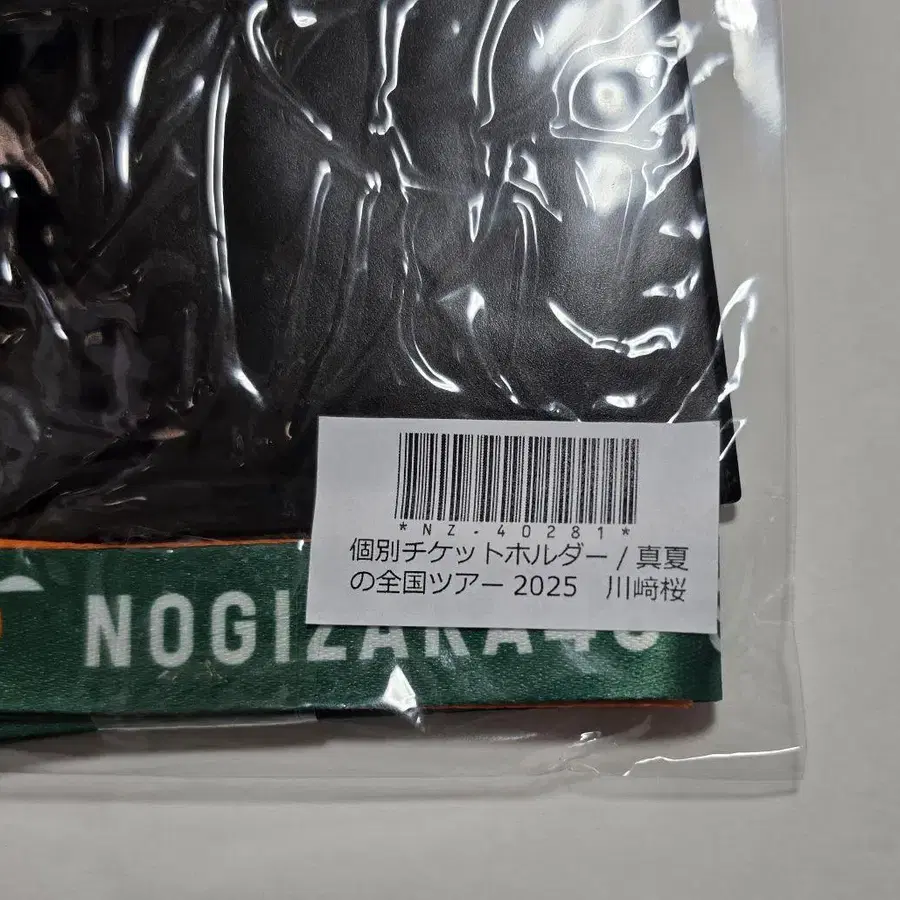 *NZ-40281*
個別チケットホルダー / 真夏
の全国ツアー 2025　川﨑桜
NOGIZAKA46